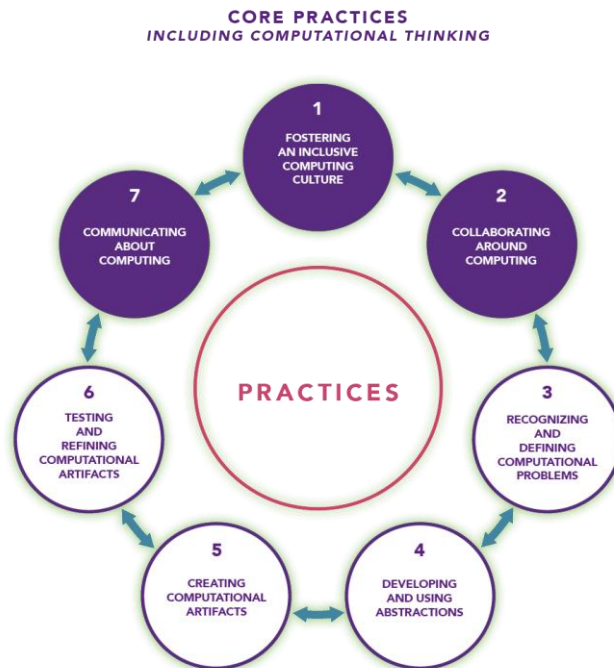 CORE PRACTICES
INCLUDING COMPUTATIONAL THINKING
1
FOSTERING
AN INCLUSIVE
COMPUTING
CULTURE
2
COLLABORATING
AROUND
COMPUTING
3
RECOGNIZING
AND
DEFINING
COMPUTATIONAL
PROBLEMS
4
DEVELOPING
AND USING
ABSTRACTIONS
5
CREATING
COMPUTATIONAL
ARTIFACTS
6
TESTING
AND
REFINING
COMPUTATIONAL
ARTIFACTS
7
COMMUNICATING
ABOUT
COMPUTING
PRACTICES